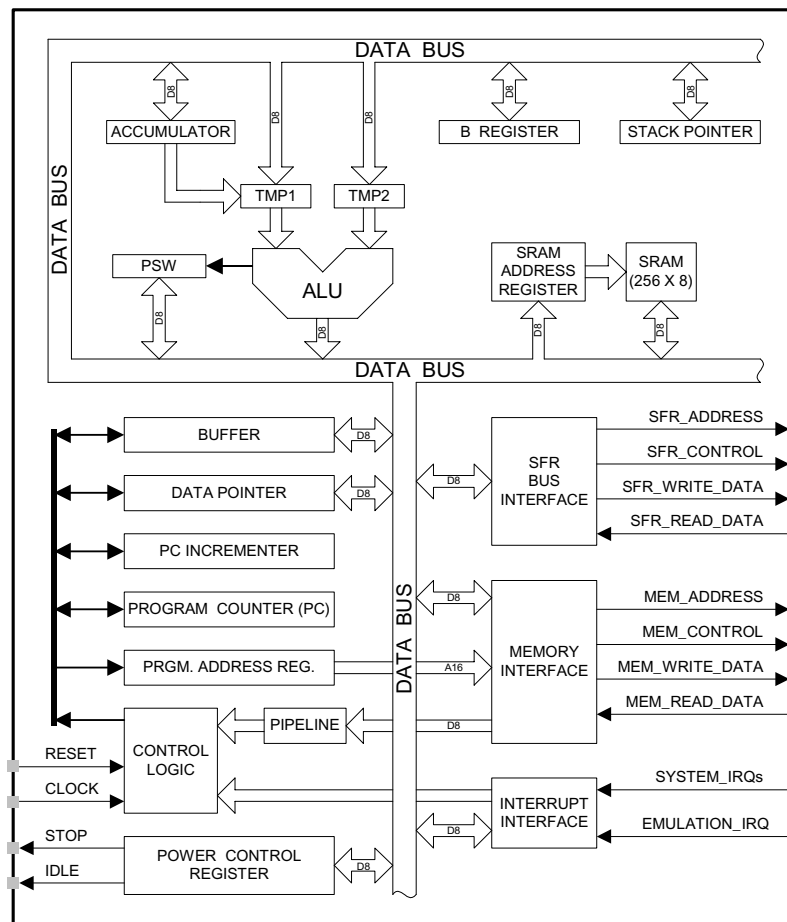 DATA BUS
D8
D8
D8
D8
D8
ACCUMULATOR
B REGISTER
STACK POINTER
DATA BUS
TMP1
TMP2
PSW
ALU
SRAM
ADDRESS
REGISTER
SRAM
(256 X 8)
D8
D8
D8
D8
DATA BUS
BUFFER
D8
DATA POINTER
D8
PC INCREMENTER
PROGRAM COUNTER (PC)
PRGM. ADDRESS REG.
A16
DATA BUS
PIPELINE
D8
CONTROL
LOGIC
RESET
CLOCK
STOP
IDLE
POWER CONTROL
REGISTER
D8
D8
SFR
BUS
INTERFACE
SFR_ADDRESS
SFR_CONTROL
SFR_WRITE_DATA
SFR_READ_DATA
D8
MEMORY
INTERFACE
MEM_ADDRESS
MEM_CONTROL
MEM_WRITE_DATA
MEM_READ_DATA
D8
INTERRUPT
INTERFACE
SYSTEM_IRQs
EMULATION_IRQ